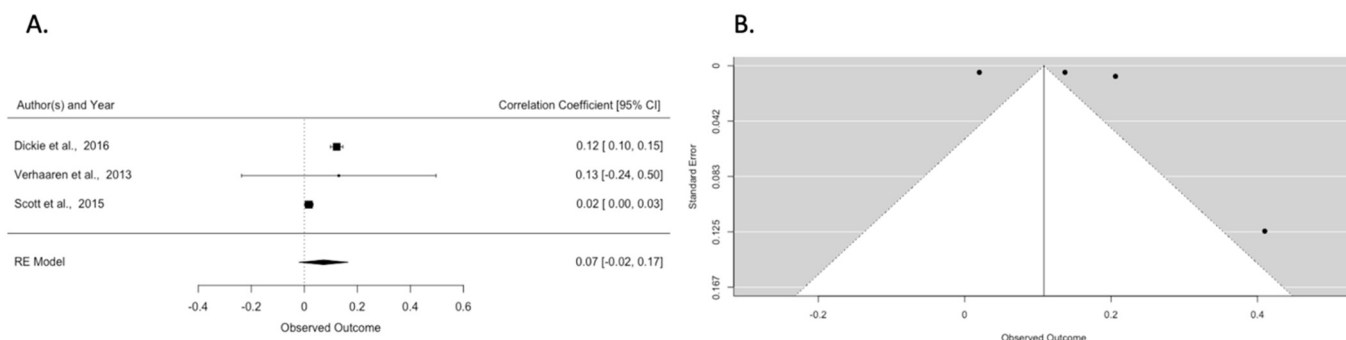 A.
Author(s) and Year Correlation Coefficient [95% CI]
Dickie et al., 2016 0.12 [ 0.10, 0.15]
Verhaaren et al., 2013 0.13 [-0.24, 0.50]
Scott et al., 2015 0.02 [ 0.00, 0.03]
RE Model 0.07 [-0.02, 0.17]
-0.4 -0.2 0 0.2 0.4 0.6
Observed Outcome
B.
Standard Error
0
0.042
0.083
0.125
0.167
-0.2 0 0.2 0.4
Observed Outcome